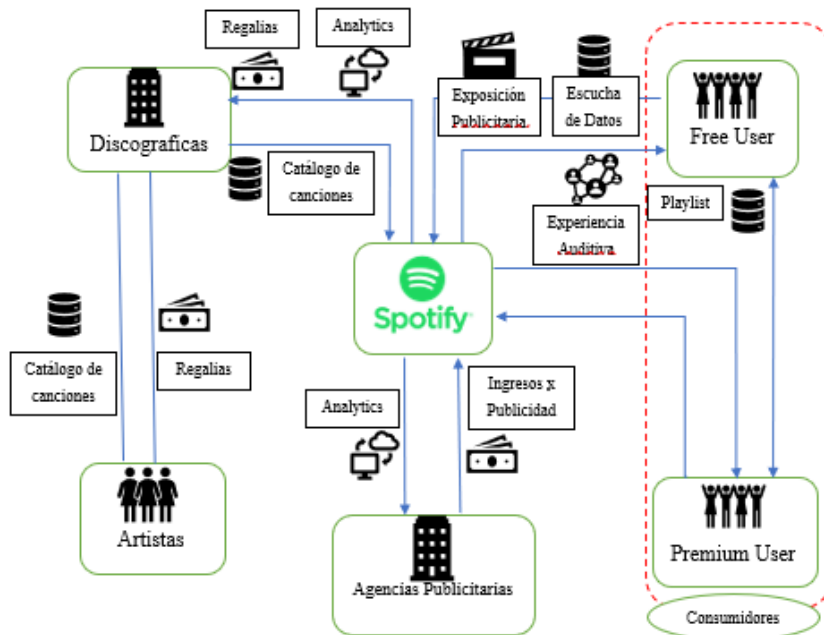 Regalias
Analytics
Discograficas
Catálogo de
canciones
Exposición
Publicitaria.
Escucha
de Datos
Free User
Experiencia
Auditiva
Playlist
Spotify
Catálogo de
canciones
Regalias
Analytics
Ingresos x
Publicidad
Artistas
Agencias Publicitarias
Premium User
Consumidores